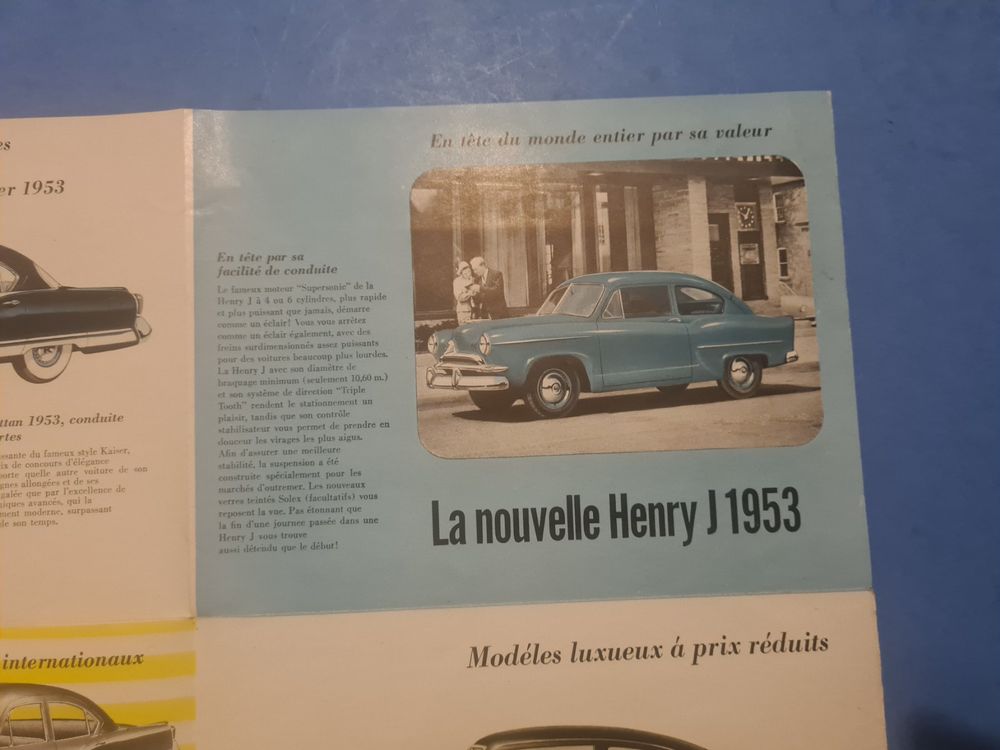 es
er 1953
ttan 1953, conduite
rtes
ssante du fameux style Kaiser,
ix de concours d'élégance
porte quelle autre voiture de son
gnes allongées et de ses
galée que par l'excellence de
niques avancés, qui la
ment moderne, surpassant
le son temps.
En tête du monde entier par sa valeur
En tête par sa
facilité de conduite
Le fameux moteur "Supersonic" de la
Henry J à 4 ou 6 cylindres, plus rapide
et plus puissant que jamais, démarre
comme un éclair! Vous vous arrêtez
comme un éclair également, avec des
freins surdimensionnés assez puissants
pour des voitures beaucoup plus lourdes.
La Henry J avec son diamètre de
braquage minimum (seulement 10,60 m.)
et son système de direction "Triple
Tooth" rendent le stationnement un
plaisir, tandis que son contrôle
stabilisateur vous permet de prendre en
douceur les virages les plus aigus.
Afin d'assurer une meilleure
stabilité, la suspension a été
construite spécialement pour les
marchés d'outremer. Les nouveaux
verres teintés Solex (facultatifs) vous
reposent la vue. Pas étonnant que
la fin d'une journee passée dans une
Henry J vous trouve
aussi détendu que le début!
La nouvelle Henry J 1953
internationaux
Modéles luxueux á prix réduits